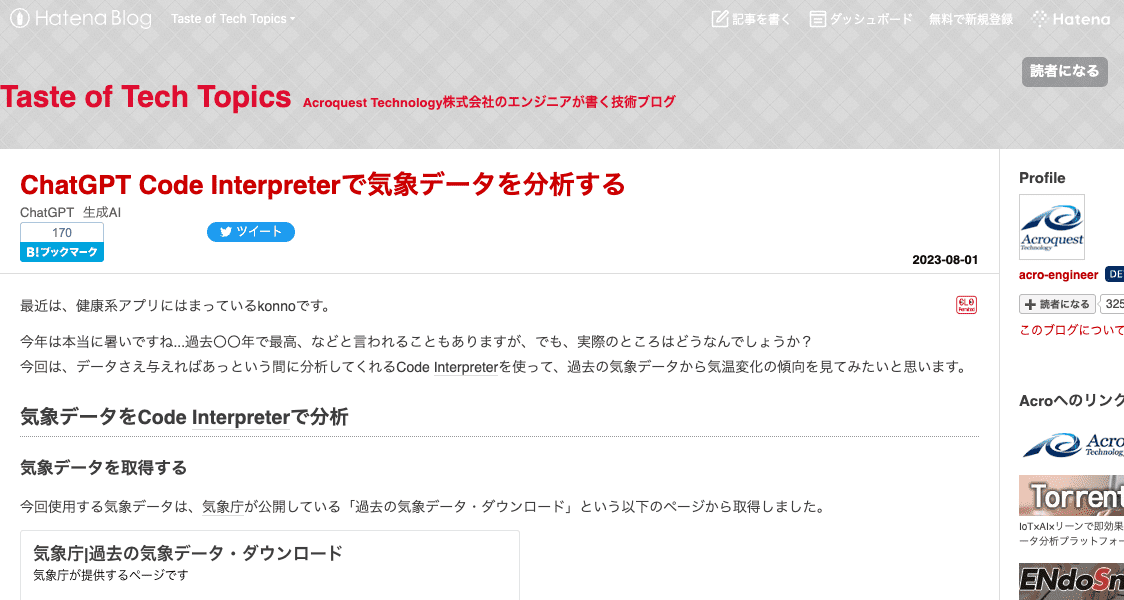 Hatena Blog
Taste of Tech Topics
記事を書く
ダッシュボード
無料で新規登録
Hatena
読者になる
Taste of Tech Topics Acroquest Technology株式会社のエンジニアが書く技術ブログ
ChatGPT Code Interpreterで気象データを分析する
ChatGPT 生成AI
170
B!ブックマーク
ツイート
2023-08-01
最近は、健康系アプリにはまっているkonnoです。
今年は本当に暑いですね...過去〇〇年で最高、などと言われることもありますが、でも、実際のところはどうなんでしょうか？
今回は、データさえ与えればあっという間に分析してくれるCode Interpreterを使って、過去の気象データから気温変化の傾向を見てみたいと思います。
気象データをCode Interpreterで分析
気象データを取得する
今回使用する気象データは、気象庁が公開している「過去の気象データ・ダウンロード」という以下のページから取得しました。
気象庁|過去の気象データ・ダウンロード
気象庁が提供するページです
Profile
Acroquest
Technology
acro-engineer DE
読者になる 325
このブログについて
Acroへのリンク
Acro
Technology
Torrent
IoT×AI×リーンで即効果
ータ分析プラットフォー
ENdoSn